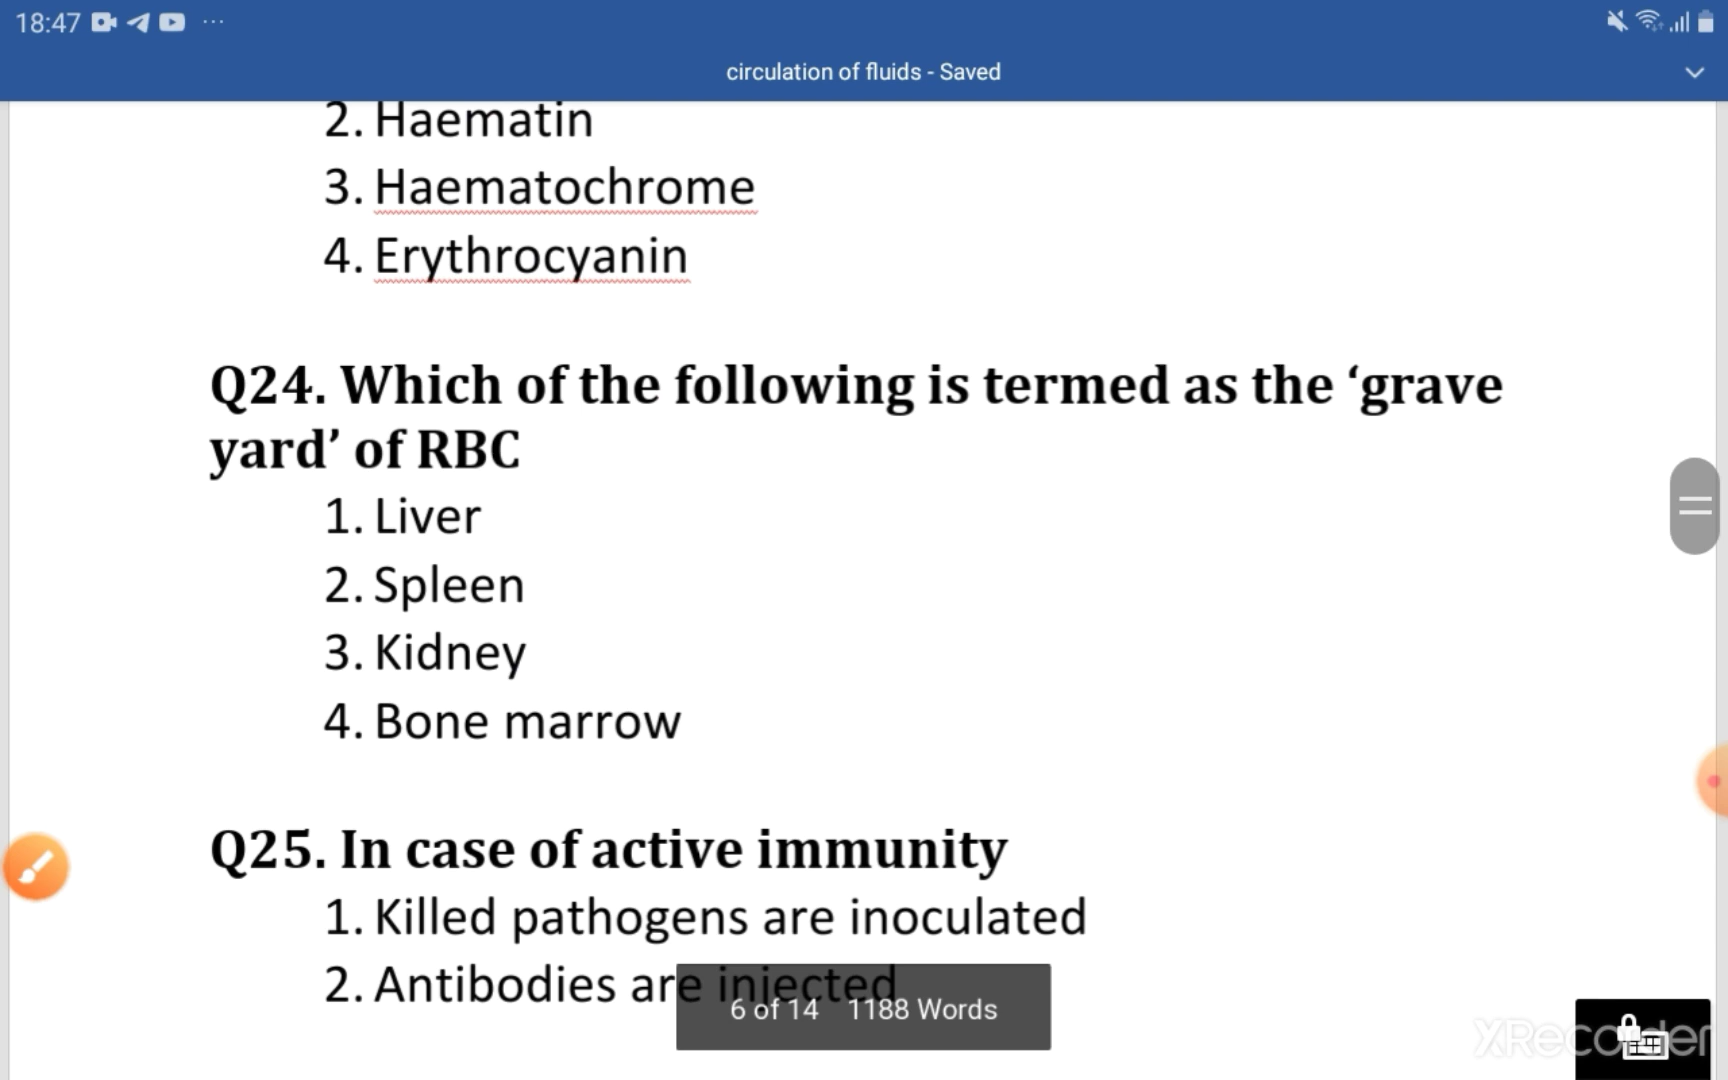 18:47 ...
circulation of fluids - Saved
2. Haematin
3. Haematochrome
4. Erythrocyanin
Q24. Which of the following is termed as the ‘grave
yard’ of RBC
1. Liver
2. Spleen
3. Kidney
4. Bone marrow
Q25. In case of active immunity
1. Killed pathogens are inoculated
2. Antibodies are injected
6 of 14 1188 Words
XRecorder